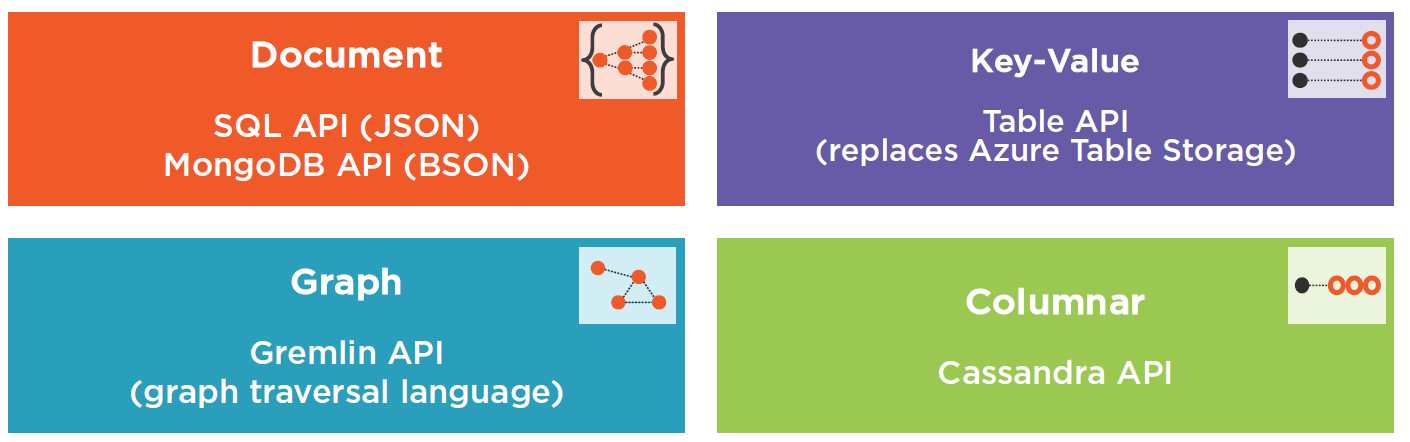 Document
SQL API (JSON)
MongoDB API (BSON)
Key-Value
Table API
(replaces Azure Table Storage)
Graph
Gremlin API
(graph traversal language)
Columnar
Cassandra API